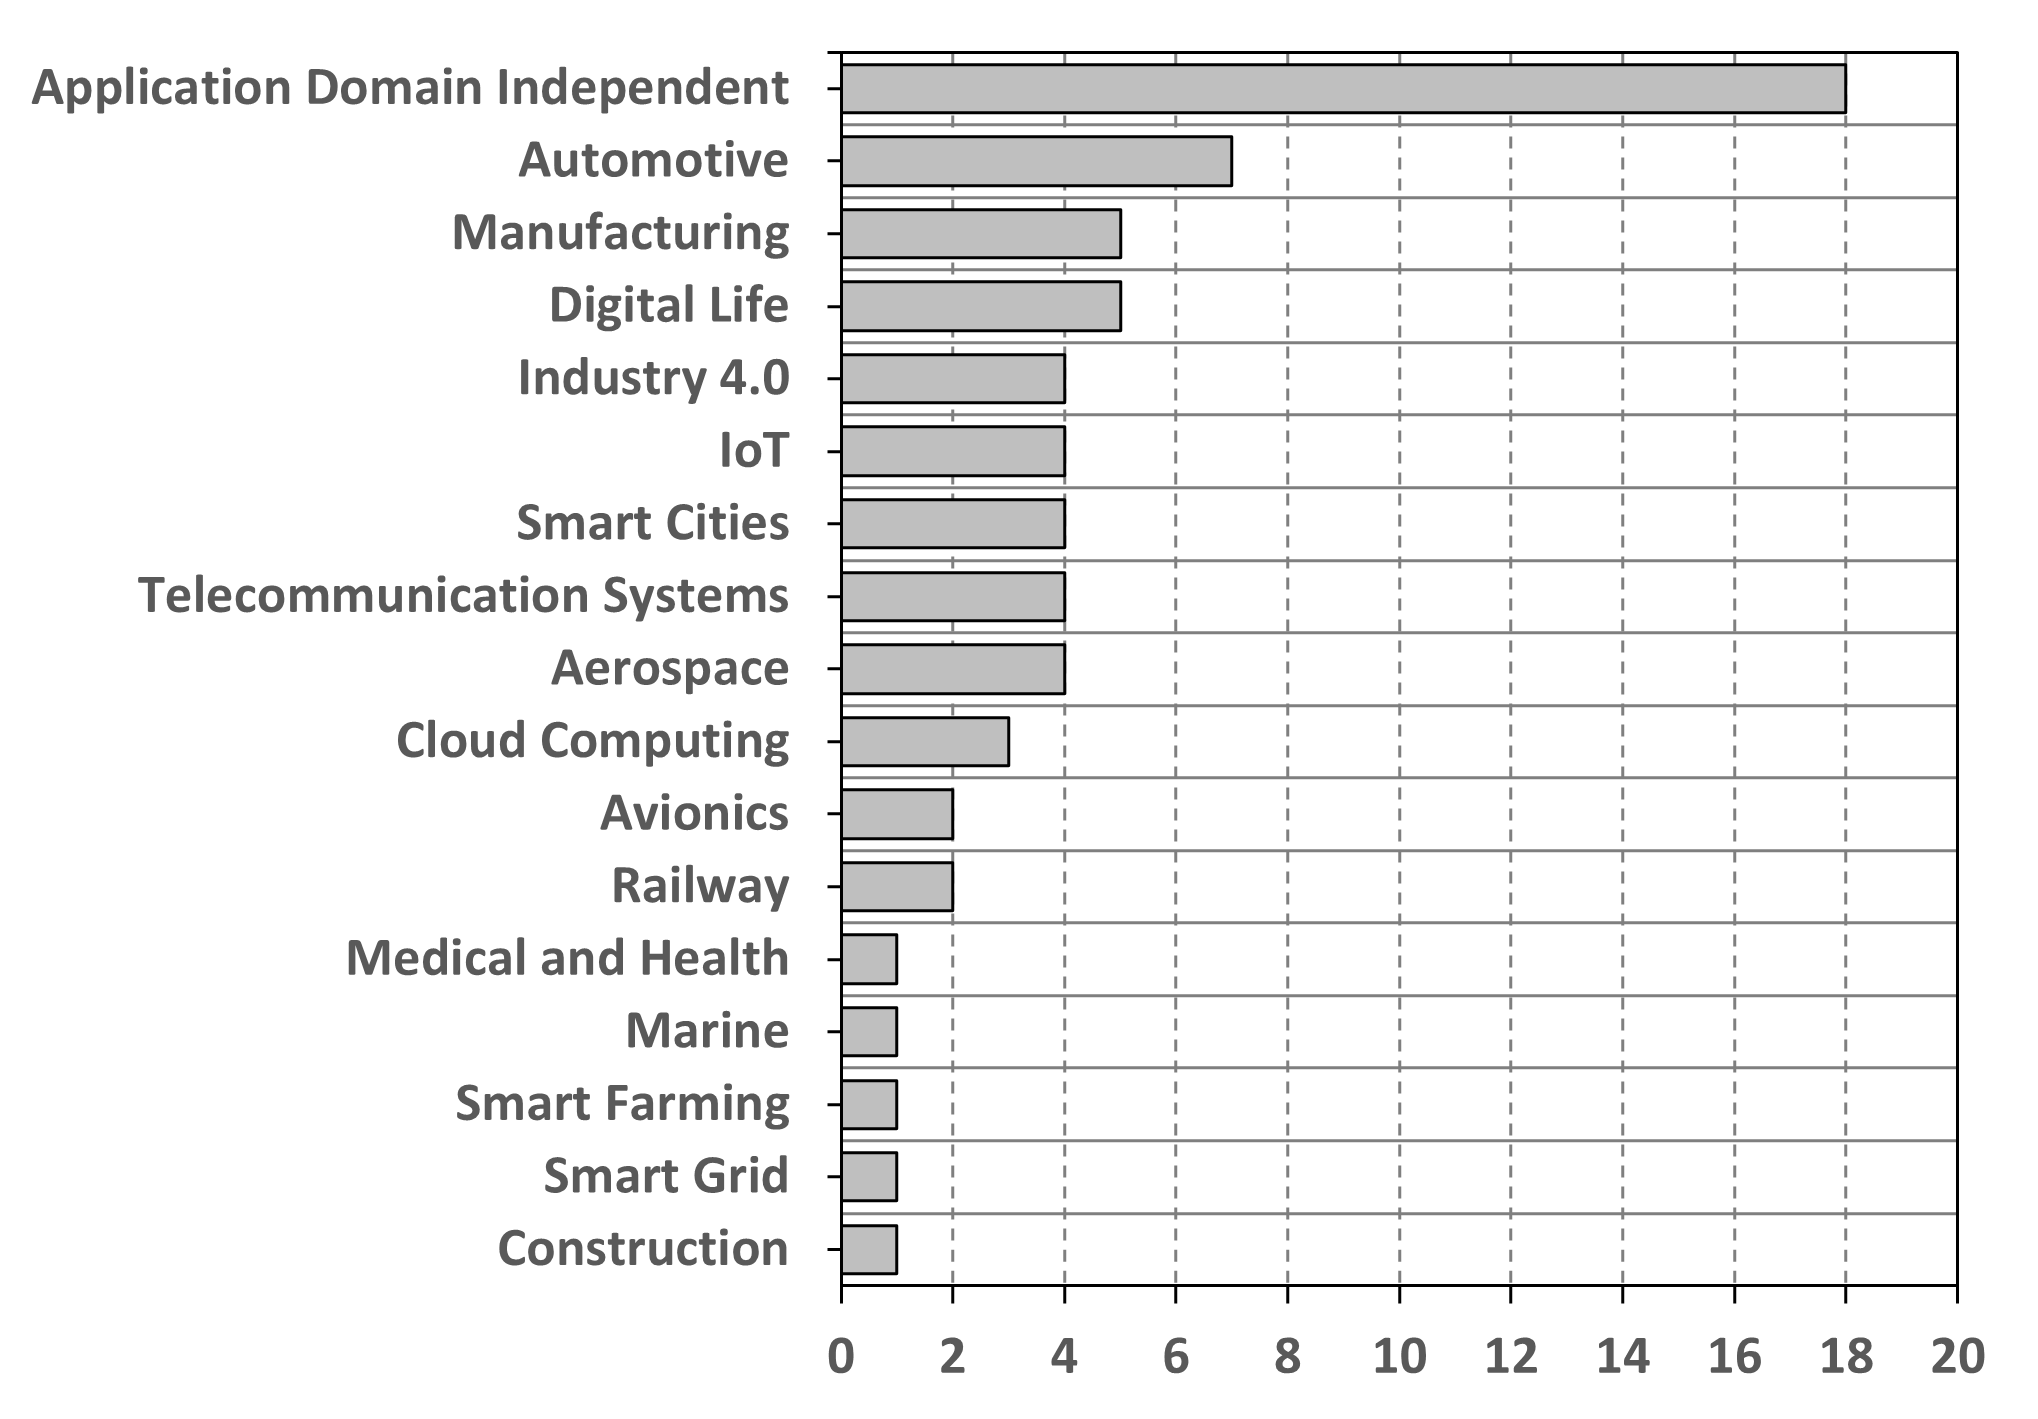 Application Domain Independent
Automotive
Manufacturing
Digital Life
Industry 4.0
IoT
Smart Cities
Telecommunication Systems
Aerospace
Cloud Computing
Avionics
Railway
Medical and Health
Marine
Smart Farming
Smart Grid
Construction
0 2 4 6 8 10 12 14 16 18 20